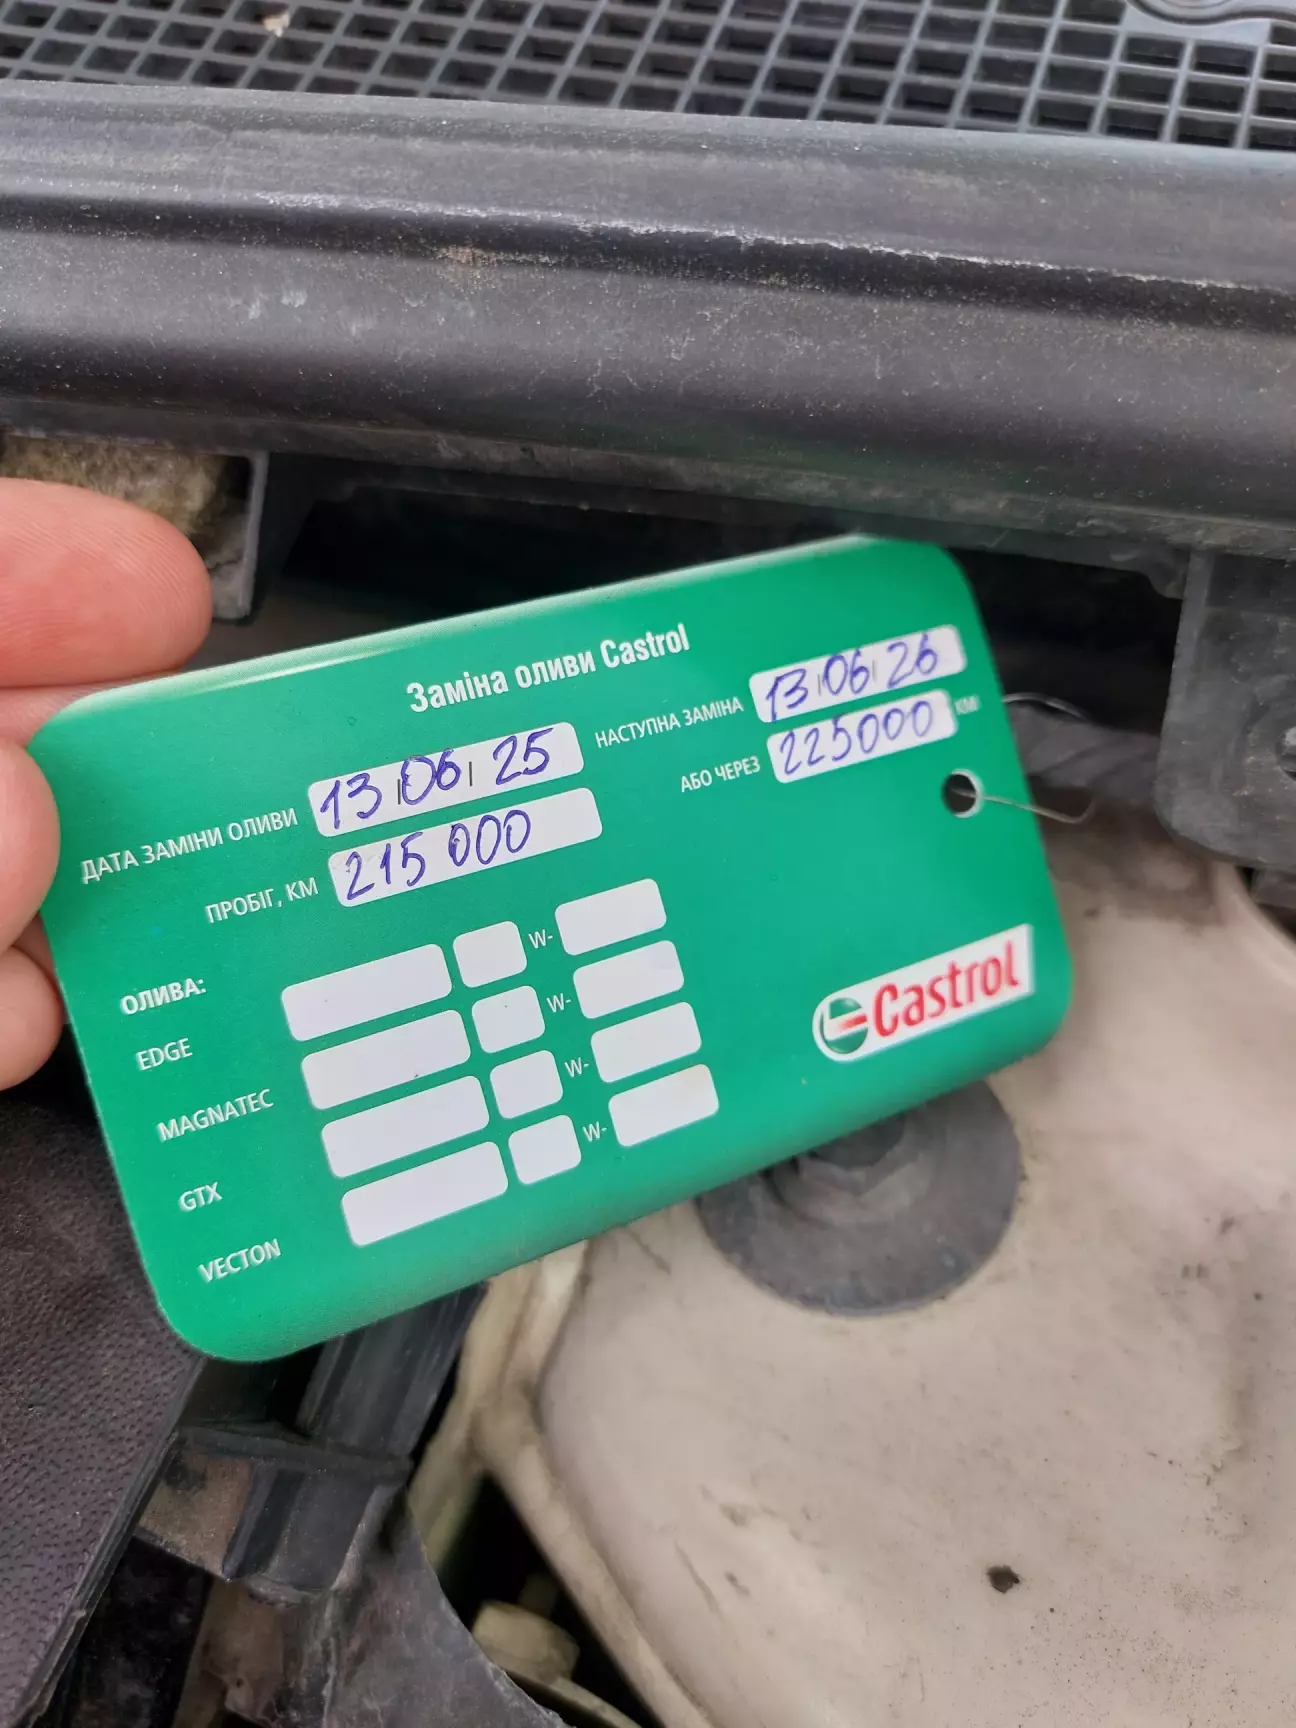 Заміна оливи Castrol
ДАТА ЗАМІНИ ОЛИВИ 13 06 25 НАСТУПНА ЗАМІНА 13 06 26
ПРОБІГ, КМ 215 000 АБО ЧЕРЕЗ 225000 КМ
ОЛИВА:
EDGE W-
MAGNATEC W-
GTX W-
VECTON W-
Castrol